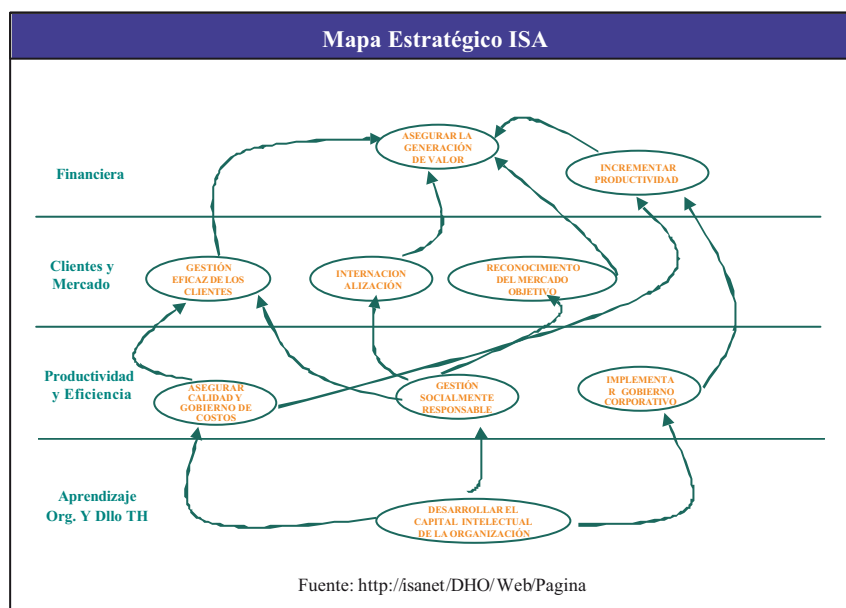 Mapa Estratégico ISA
Financiera
ASEGURAR LA
GENERACIÓN
DE VALOR
INCREMENTAR
PRODUCTIVIDAD
Clientes y
Mercado
GESTIÓN
EFICAZ DE LOS
CLIENTES
INTERNACION
ALIZACIÓN
RECONOCIMIENTO
DEL MERCADO
OBJETIVO
Productividad
y Eficiencia
ASEGURAR
CALIDAD Y
GOBIERNO DE
COSTOS
GESTIÓN
SOCIALMENTE
RESPONSABLE
IMPLEMENTA
R GOBIERNO
CORPORATIVO
Aprendizaje
Org. Y Dllo TH
DESARROLLAR EL
CAPITAL INTELECTUAL
DE LA ORGANIZACIÓN
Fuente: http://isanet/DHO/Web/Pagina